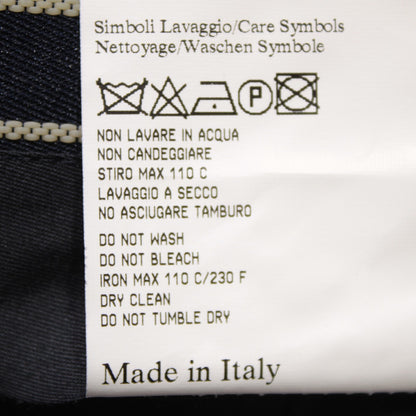 Simboli Lavaggio/Care Symbols
Nettoyage/Waschen Symbole
P
NON LAVARE IN ACQUA
NON CANDEGGIARE
STIRO MAX 110 C
LAVAGGIO A SECCO
NO ASCIUGARE TAMBURO
DO NOT WASH
DO NOT BLEACH
IRON MAX 110 C/230 F
DRY CLEAN
DO NOT TUMBLE DRY
Made in Italy